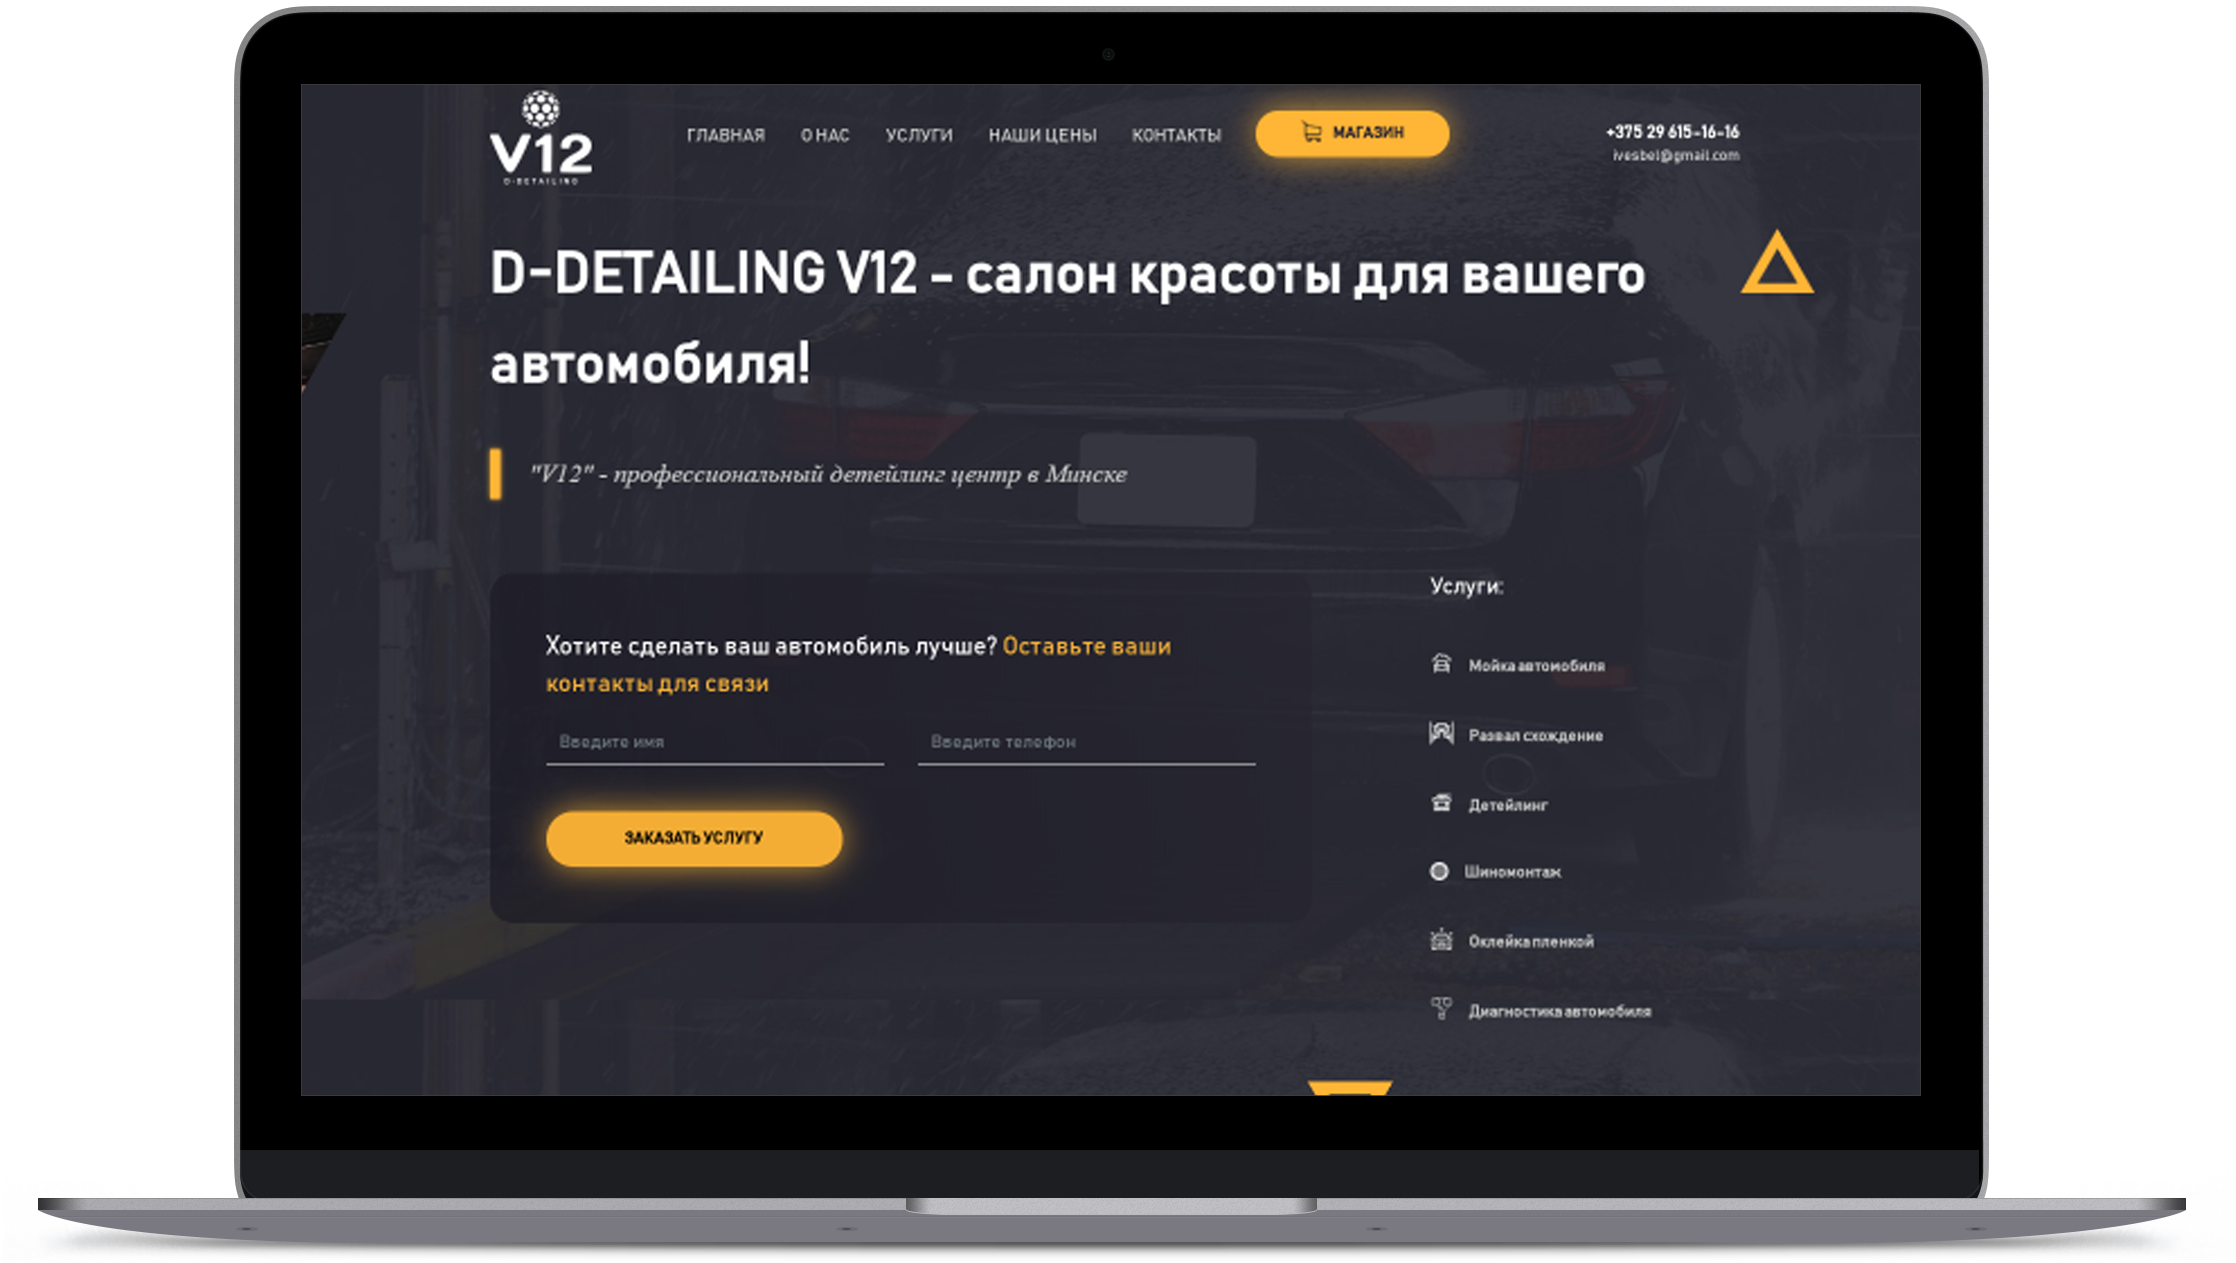 V12
D-DETAILING
ГЛАВНАЯ
О НАС
УСЛУГИ
НАШИ ЦЕНЫ
КОНТАКТЫ
МАГАЗИН
+375 29 615-16-16
ivesbel@gmail.com
D-DETAILING V12 - салон красоты для вашего
автомобиля!
"V12" - профессиональный детейлинг центр в Минске
Хотите сделать ваш автомобиль лучше? Оставьте ваши
контакты для связи
Введите имя
Введите телефон
ЗАКАЗАТЬ УСЛУГУ
Услуги:
Мойка автомобиля
Развал схождение
Детейлинг
Шиномонтаж
Оклейка пленкой
Диагностика автомобиля